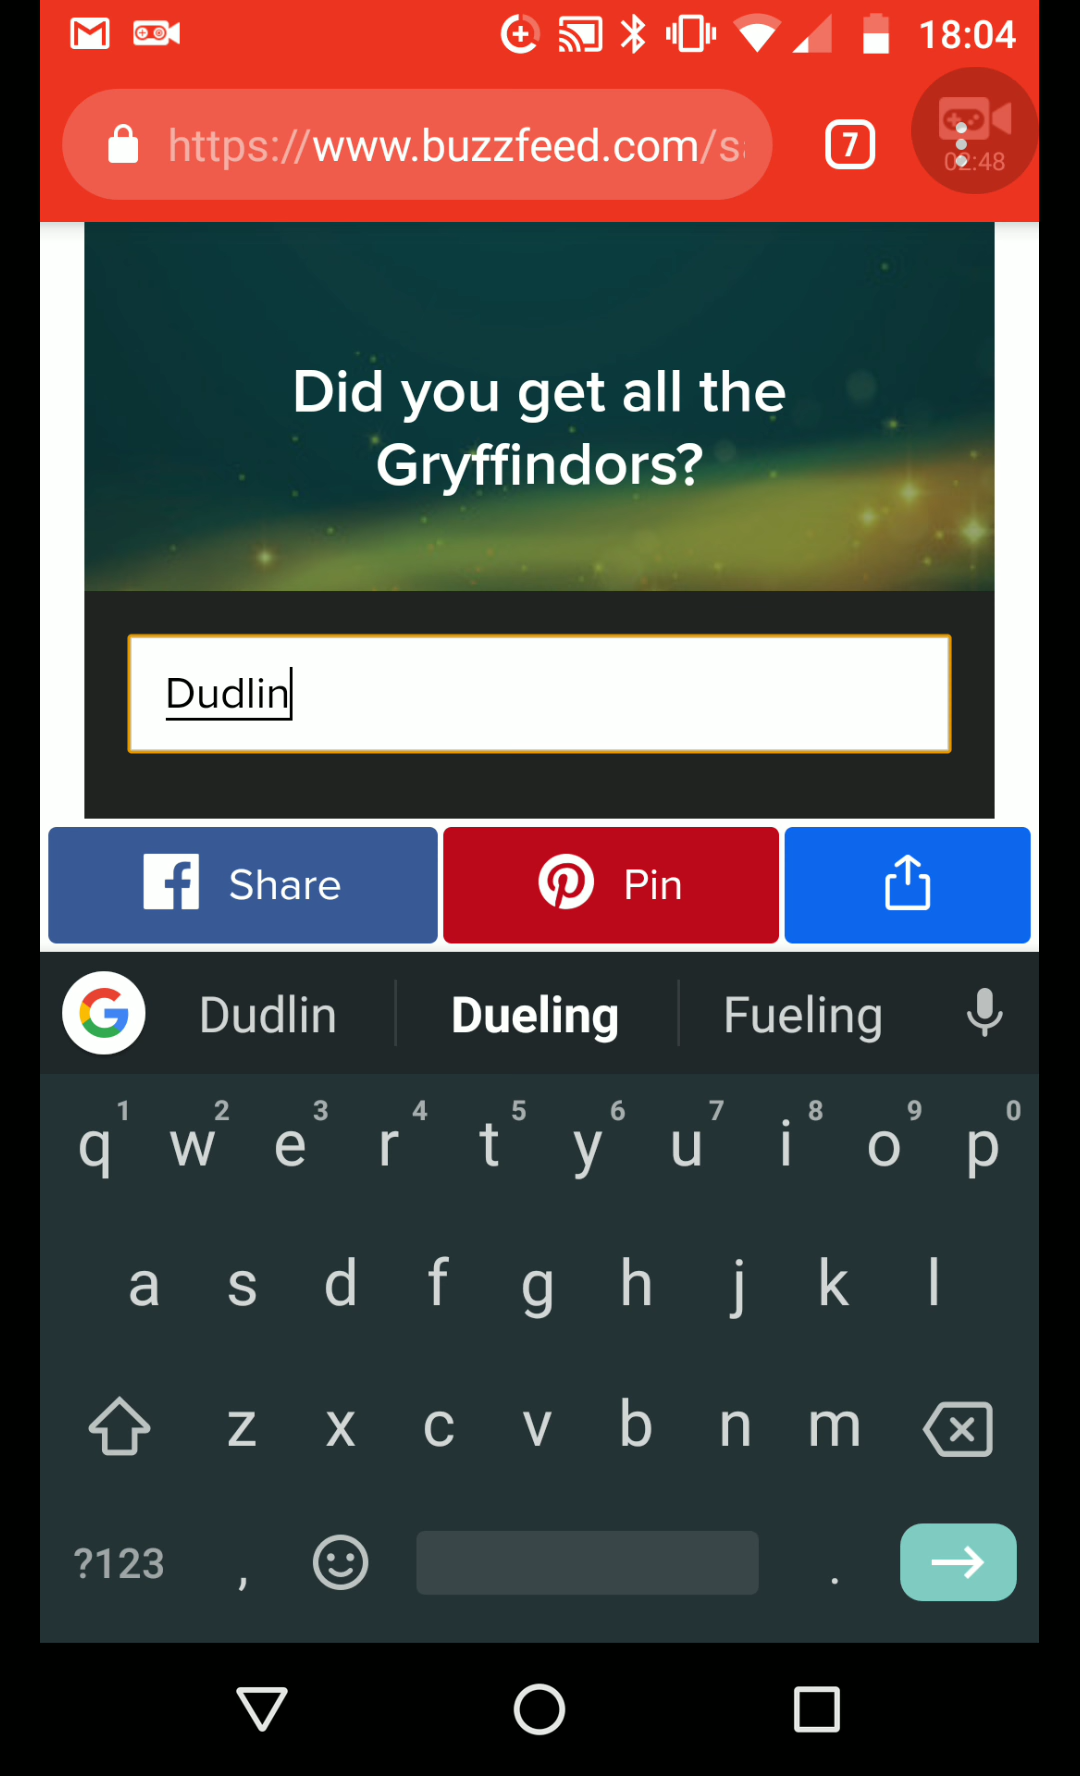 18:04
https://www.buzzfeed.com/s
7
02:48
Did you get all the
Gryffindors?
Dudlin
Share
Pin
Dudlin
Dueling
Fueling
1 2 3 4 5 6 7 8 9 0
q w e r t y u i o p
a s d f g h j k l
z x c v b n m
?123 , .